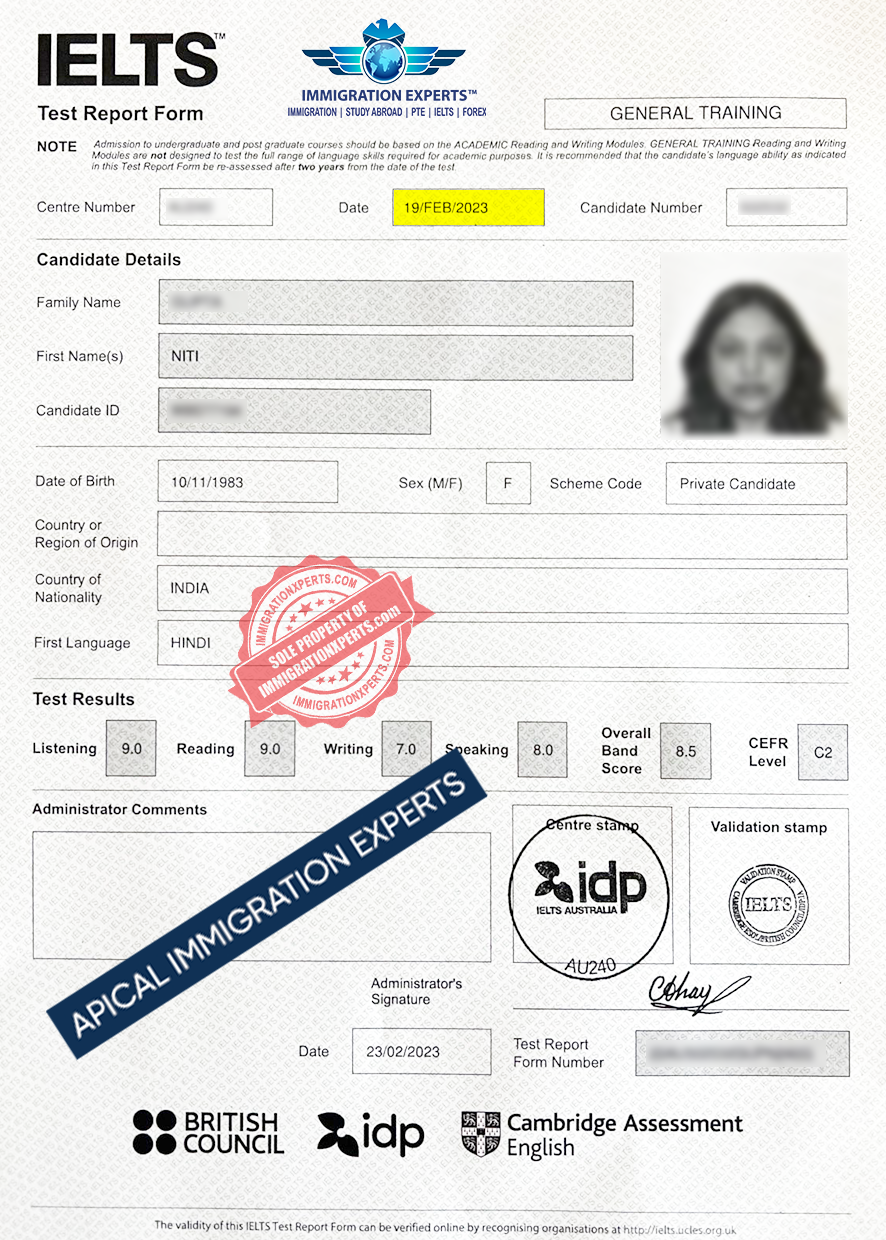 IELTS™
IMMIGRATION EXPERTS™
IMMIGRATION | STUDY ABROAD | PTE | IELTS | FOREX
Test Report Form
GENERAL TRAINING
NOTE Admission to undergraduate and post graduate courses should be based on the ACADEMIC Reading and Writing Modules. GENERAL TRAINING Reading and Writing
Modules are not designed to test the full range of language skills required for academic purposes. It is recommended that the candidate's language ability as indicated
in this Test Report Form be re-assessed after two years from the date of the test.
Centre Number Date 19/FEB/2023 Candidate Number
Candidate Details
Family Name
First Name(s) NITI
Candidate ID
Date of Birth 10/11/1983 Sex (M/F) F Scheme Code Private Candidate
Country or
Region of Origin
Country of
Nationality INDIA
First Language HINDI
IMMIGRATIONXPERTS.COM
SOLE PROPERTY OF
IMMIGRATIONXPERTS.com
IMMIGRATIONXPERTS.COM
Test Results
Listening 9.0 Reading 9.0 Writing 7.0 Speaking 8.0 Overall Band Score 8.5 CEFR Level C2
Administrator Comments
APICAL IMMIGRATION EXPERTS
Centre stamp
idp
IELTS AUSTRALIA
AU240
Validation stamp
VALIDATION STAMP
IELTS
Administrator's
Signature
Date 23/02/2023
Test Report
Form Number
BRITISH
COUNCIL
idp
Cambridge Assessment
English
The validity of this IELTS Test Report Form can be verified online by recognising organisations at http://ielts.ucles.org.uk